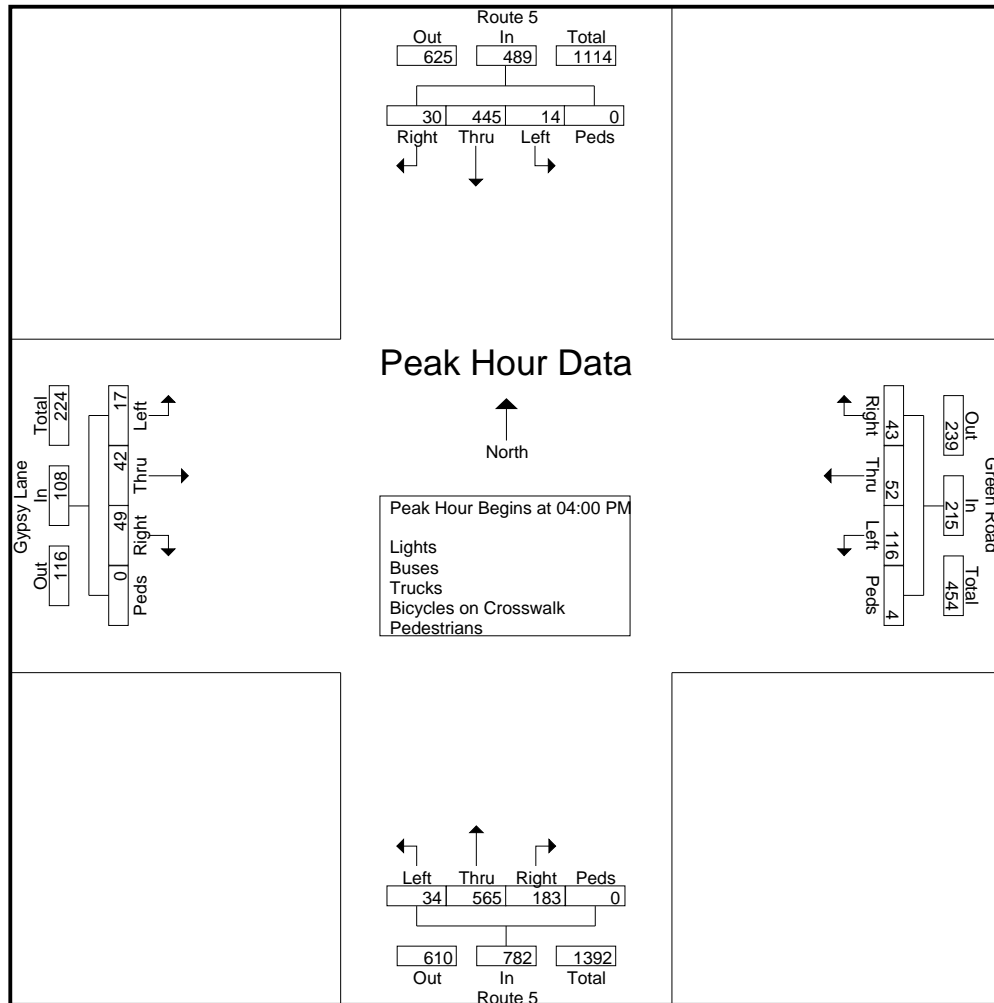 Route 5
Out In Total
625 489 1114
30 445 14 0
Right Thru Left Peds
Peak Hour Data
North
Peak Hour Begins at 04:00 PM
Lights
Buses
Trucks
Bicycles on Crosswalk
Pedestrians
Gypsy Lane
Out In Total
116 108 224
17 42 49 0
Left Thru Right Peds
Green Road
Out In Total
239 215 454
43 52 116 4
Right Thru Left Peds
Left Thru Right Peds
34 565 183 0
610 782 1392
Out In Total
Route 5